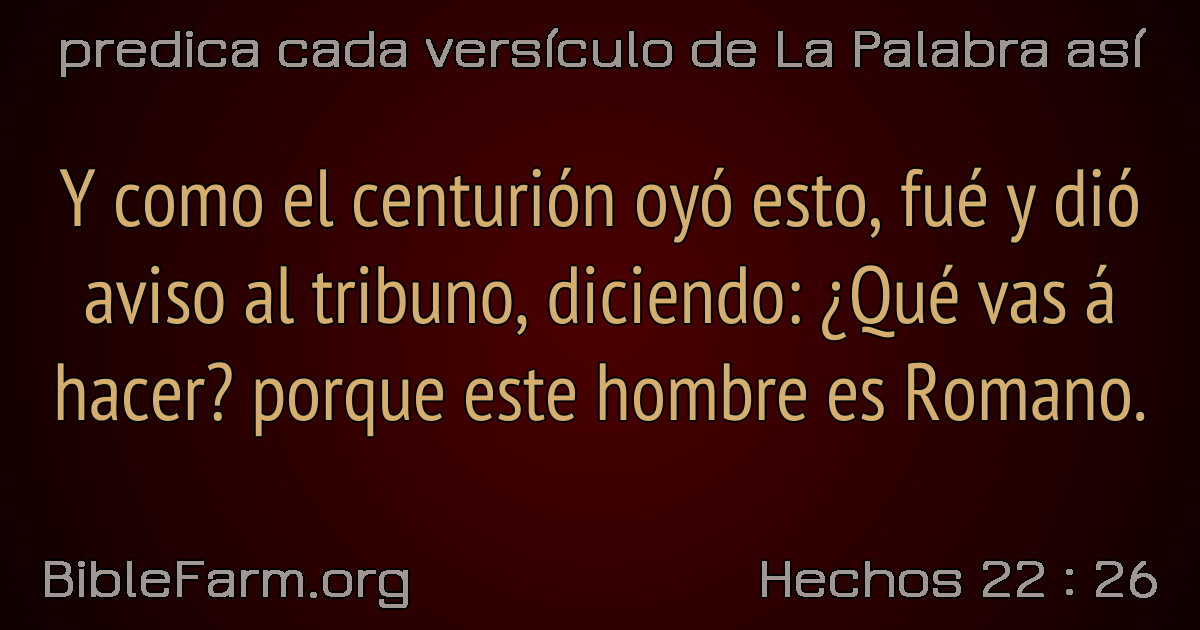 predica cada versículo de La Palabra así
Y como el centurión oyó esto, fué y dió
aviso al tribuno, diciendo: ¿Qué vas á
hacer? porque este hombre es Romano.
BibleFarm.org
Hechos 22 : 26